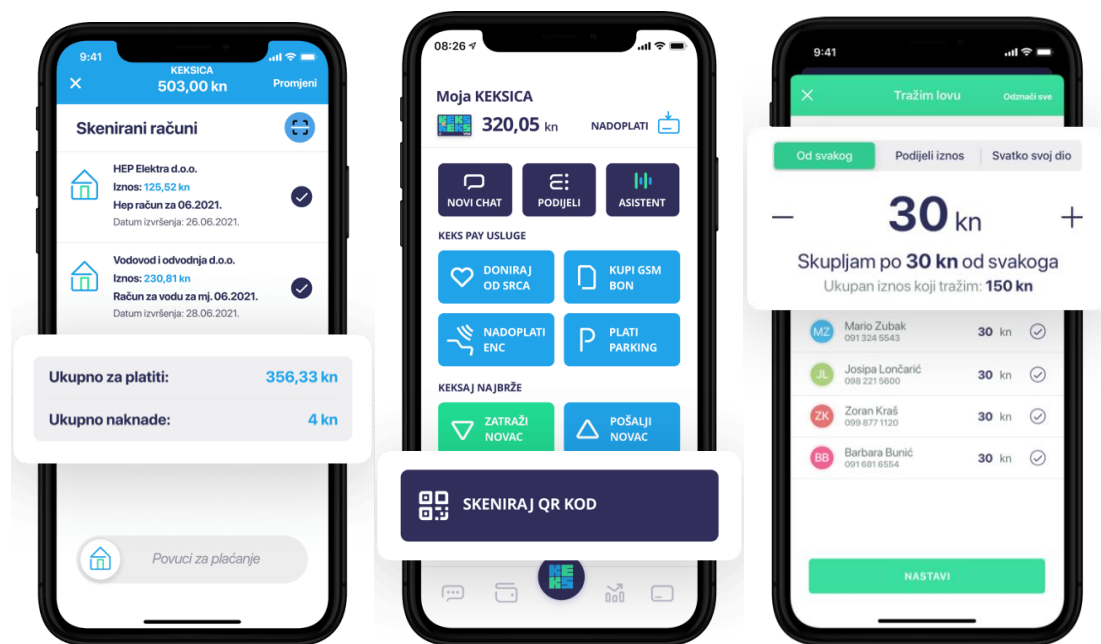 9:41
KEKSICA
503,00 kn
Promjeni
Skenirani računi
HEP Elektra d.o.o.
Iznos: 125,52 kn
Hep račun za 06.2021.
Datum izvršenja: 26.06.2021.
Vodovod i odvodnja d.o.o.
Iznos: 230,81 kn
Račun za vodu za mj. 06.2021.
Datum izvršenja: 28.06.2021.
Ukupno za platiti: 356,33 kn
Ukupno naknade: 4 kn
Povuci za plaćanje
08:26
Moja KEKSICA
KEKS
320,05 kn
NADOPLATI
NOVI CHAT
PODIJELI
ASISTENT
KEKS PAY USLUGE
DONIRAJ
OD SRCA
KUPI GSM
BON
NADOPLATI
ENC
PLATI
PARKING
KEKSAJ NAJBRŽE
ZATRAŽI
NOVAC
POŠALJI
NOVAC
SKENIRAJ QR KOD
KE
KS
9:41
Tražim lovu
Odznači sve
Od svakog
Podijeli iznos
Svatko svoj dio
30 kn
Skupljam po 30 kn od svakoga
Ukupan iznos koji tražim: 150 kn
MZ
Mario Zubak
091 324 5543
30 kn
JL
Josipa Lončarić
098 221 5600
30 kn
ZK
Zoran Kraš
099 877 1120
30 kn
BB
Barbara Bunić
091 681 6554
30 kn
NASTAVI